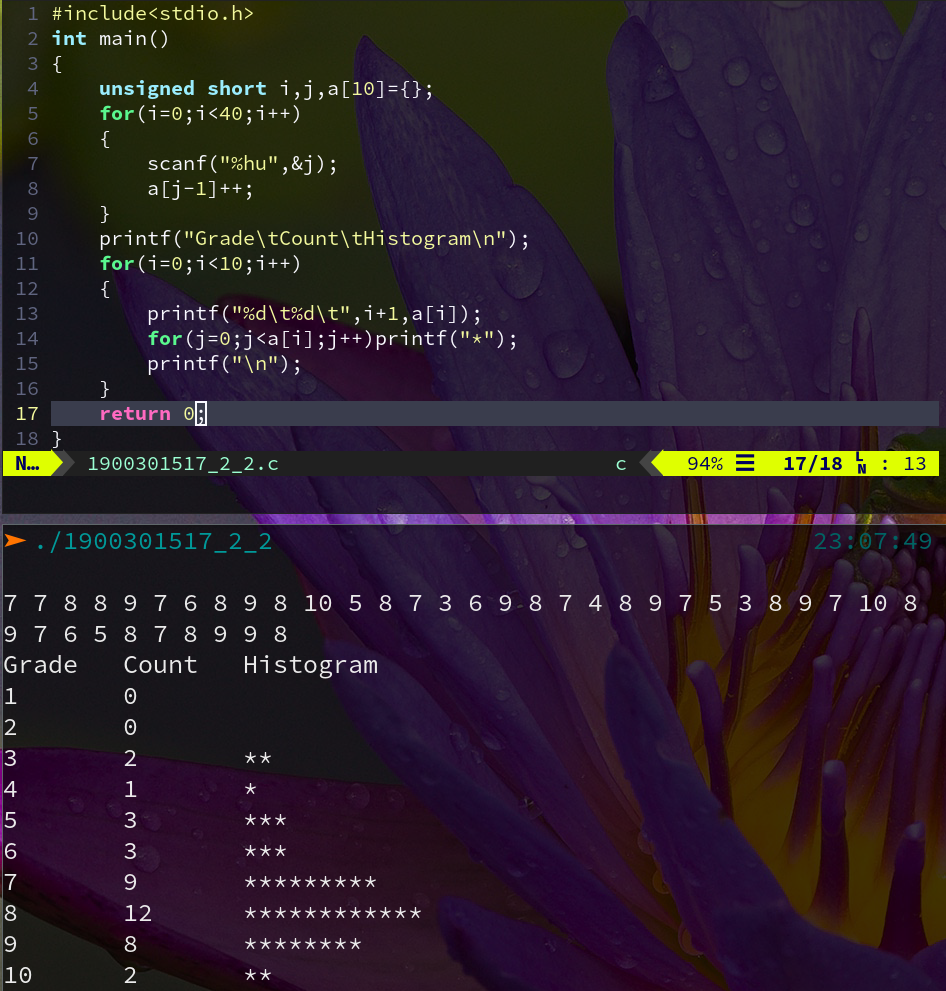 1 #include<stdio.h>
2 int main()
3 {
4     unsigned short i,j,a[10]={};
5     for(i=0;i<40;i++)
6     {
7         scanf("%hu",&j);
8         a[j-1]++;
9     }
10     printf("Grade\tCount\tHistogram\n");
11     for(i=0;i<10;i++)
12     {
13         printf("%d\t%d\t",i+1,a[i]);
14         for(j=0;j<a[i];j++)printf("*");
15         printf("\n");
16     }
17     return 0;
18 }
N… 1900301517_2_2.c c 94% ☰ 17/18 LN : 13
➤ ./1900301517_2_2 23:07:49
7 7 8 8 9 7 6 8 9 8 10 5 8 7 3 6 9 8 7 4 8 9 7 5 3 8 9 7 10 8
9 7 6 5 8 7 8 9 9 8
Grade Count Histogram
1 0
2 0
3 2 **
4 1 *
5 3 ***
6 3 ***
7 9 *********
8 12 ************
9 8 ********
10 2 **